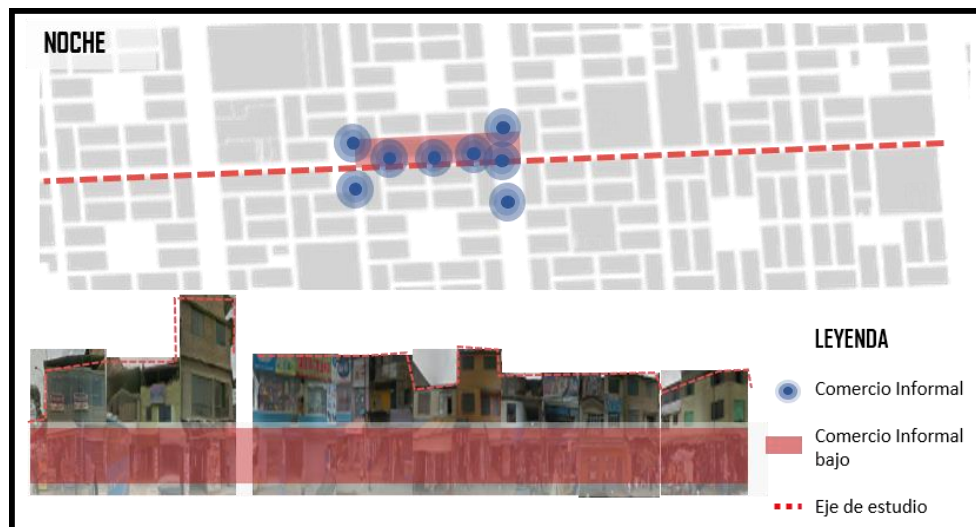 NOCHE
LEYENDA
Comercio Informal
Comercio Informal
bajo
Eje de estudio